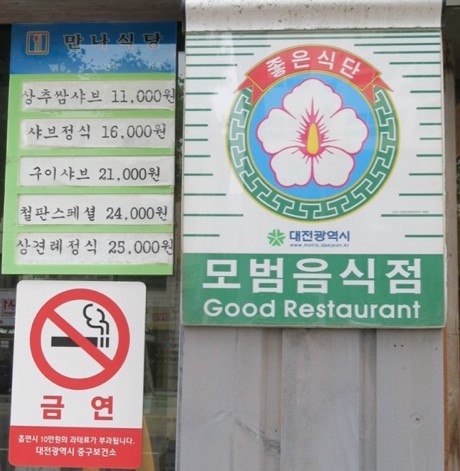 만나식당
상추쌈샤브 11,000원
샤브정식 16,000원
구이샤브 21,000원
철판스페셜 24,000원
상견례정식 25,000원
금연
흡연시 10만원의 과태료가 부과됩니다.
대전광역시 중구보건소
좋은식단
대전광역시
www.metro.daejeon.kr
모범음식점
Good Restaurant